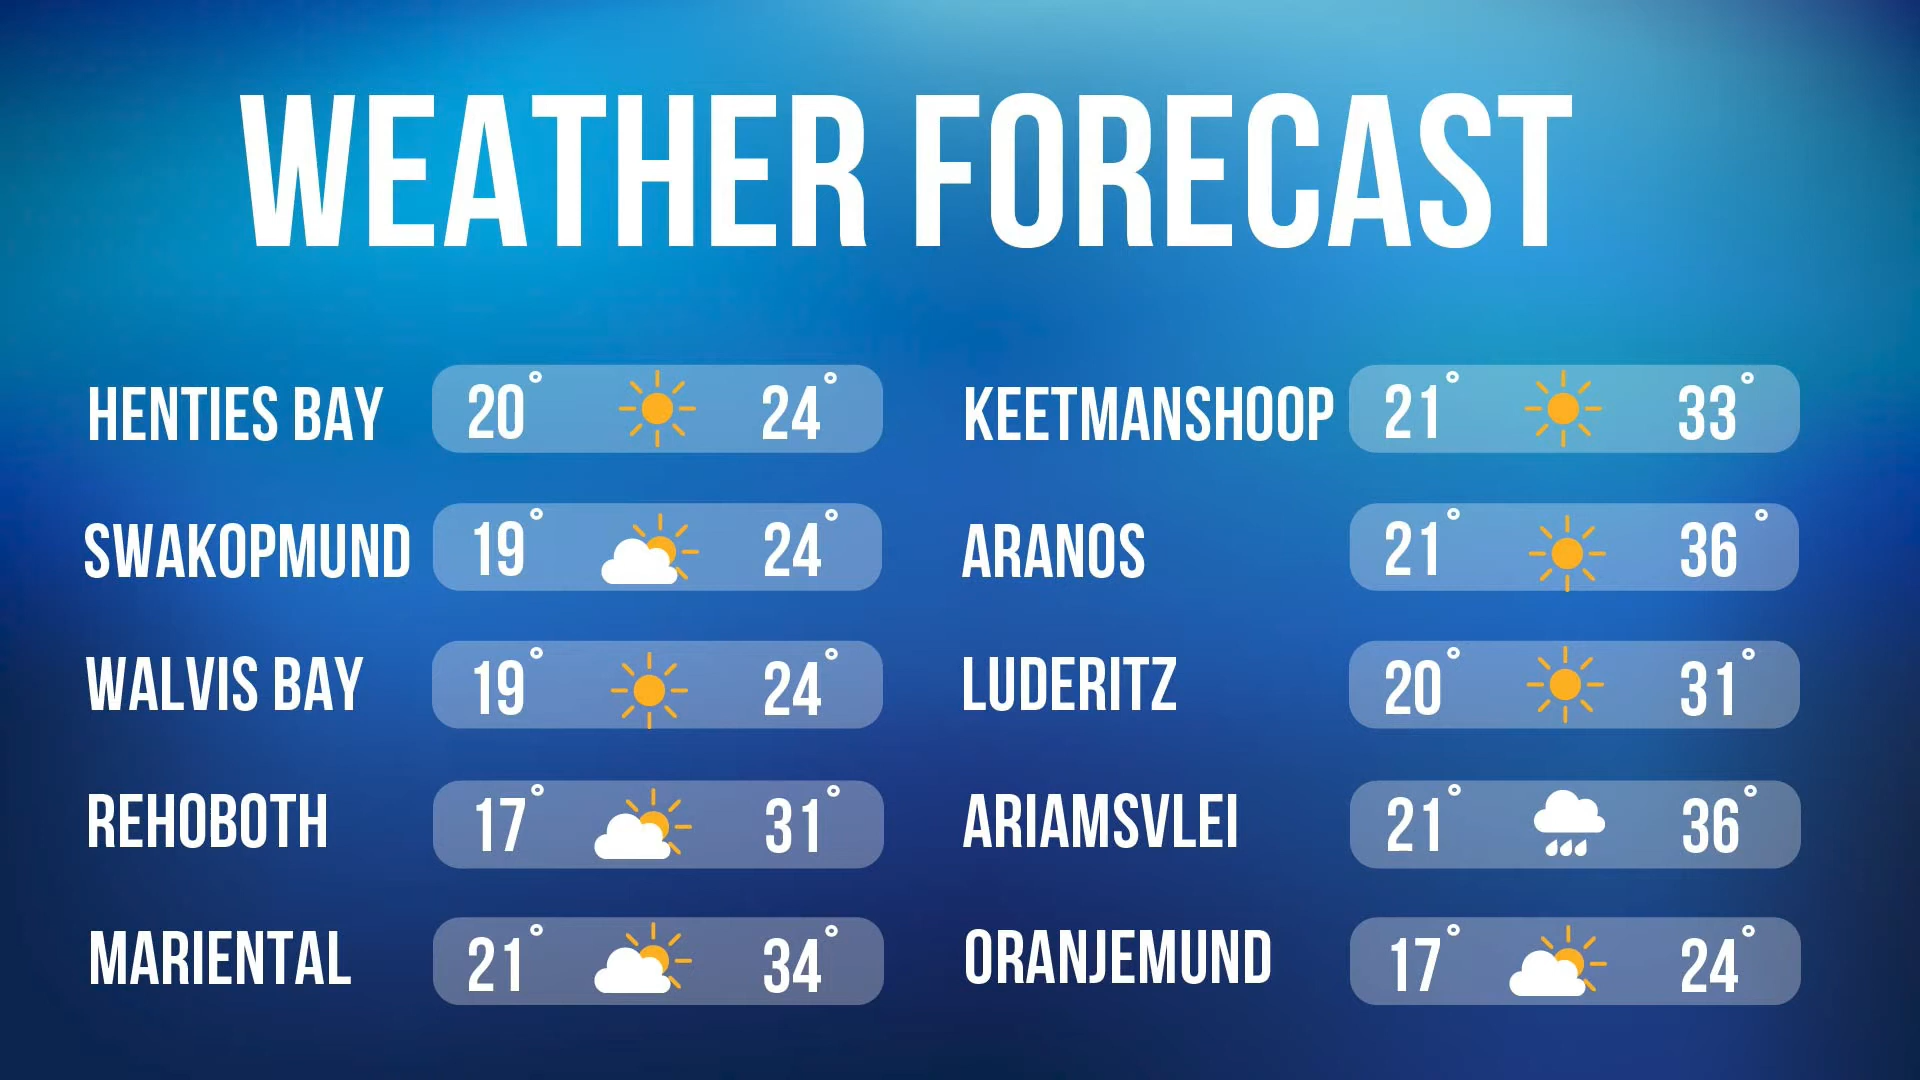 WEATHER FORECAST
HENTIES BAY 20° 24°
SWAKOPMUND 19° 24°
WALVIS BAY 19° 24°
REHOBOTH 17° 31°
MARIENTAL 21° 34°
KEETMANSHOOP 21° 33°
ARANOS 21° 36°
LUDERITZ 20° 31°
ARIAMSVLEI 21° 36°
ORANJEMUND 17° 24°